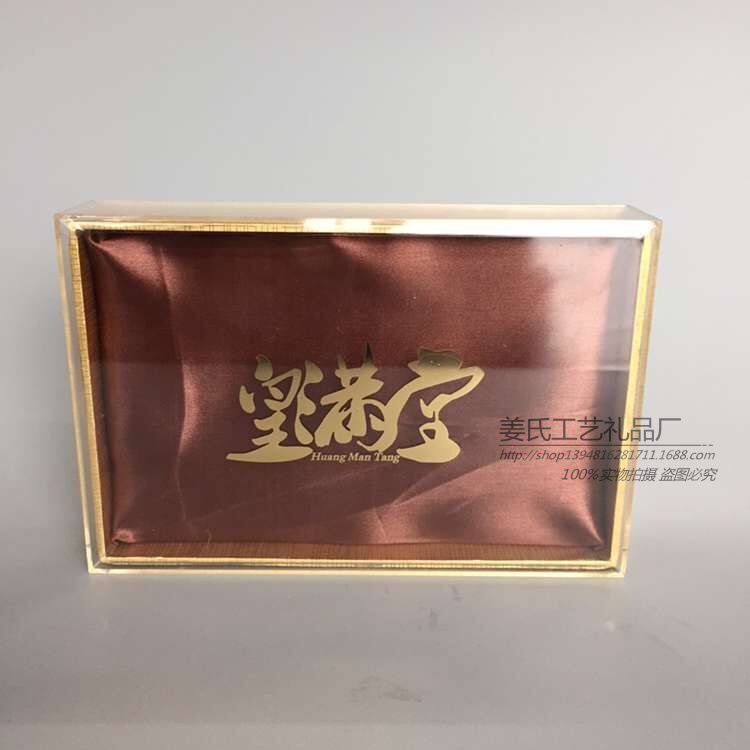 皇满堂
Huang Man Tang
姜氏工艺礼品厂
http://shop1394816281711.1688.com
100%实物拍摄 盗图必究